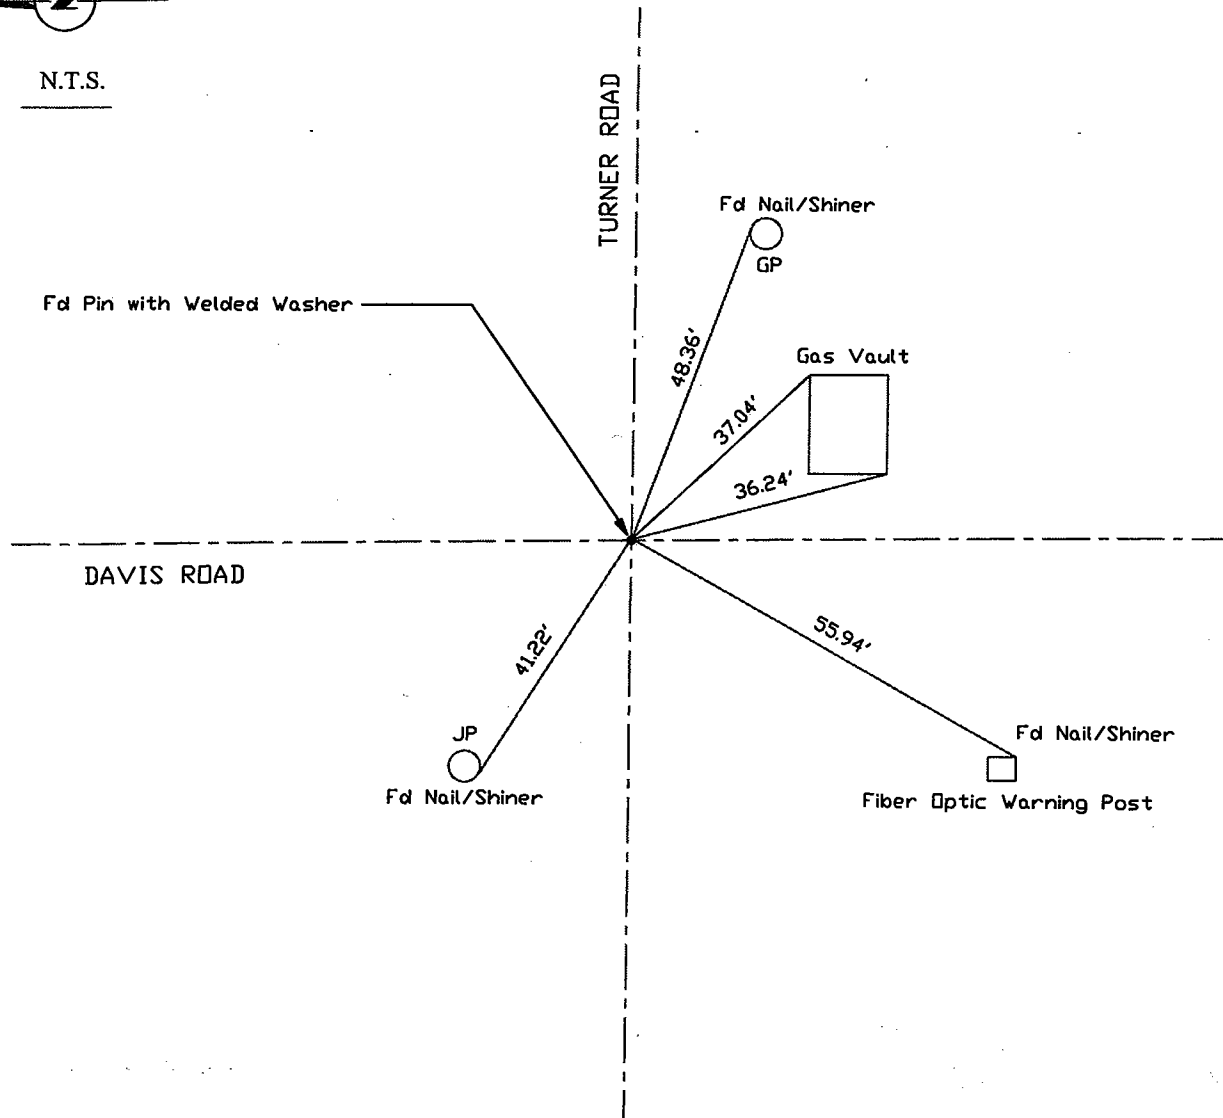 N.T.S.
TURNER ROAD
Fd Nail/Shiner
GP
Fd Pin with Welded Washer
48.36'
Gas Vault
37.04'
36.24'
DAVIS ROAD
55.94'
41.22'
JP
Fd Nail/Shiner
Fd Nail/Shiner
Fiber Optic Warning Post